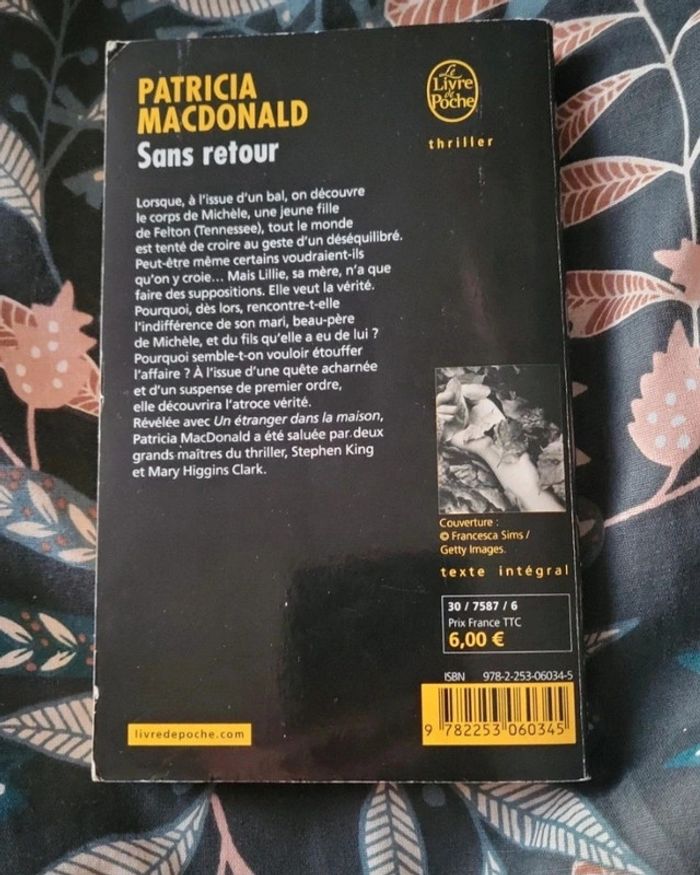 PATRICIA
MACDONALD
Sans retour
Le
Livre
de
Poche
thriller
Lorsque, à l'issue d'un bal, on découvre
le corps de Michèle, une jeune fille
de Felton (Tennessee), tout le monde
est tenté de croire au geste d'un déséquilibré.
Peut-être même certains voudraient-ils
qu'on y croie... Mais Lillie, sa mère, n'a que
faire des suppositions. Elle veut la vérité.
Pourquoi, dès lors, rencontre-t-elle
l'indifférence de son mari, beau-père
de Michèle, et du fils qu'elle a eu de lui ?
Pourquoi semble-t-on vouloir étouffer
l'affaire ? À l'issue d'une quête acharnée
et d'un suspense de premier ordre,
elle découvrira l'atroce vérité.
Révélée avec Un étranger dans la maison,
Patricia MacDonald a été saluée par deux
grands maîtres du thriller, Stephen King
et Mary Higgins Clark.
Couverture :
© Francesca Sims /
Getty Images.
texte intégral
30 / 7587 / 6
Prix France TTC
6,00 €
ISBN 978-2-253-06034-5
9 782253 060345
livredepoche.com